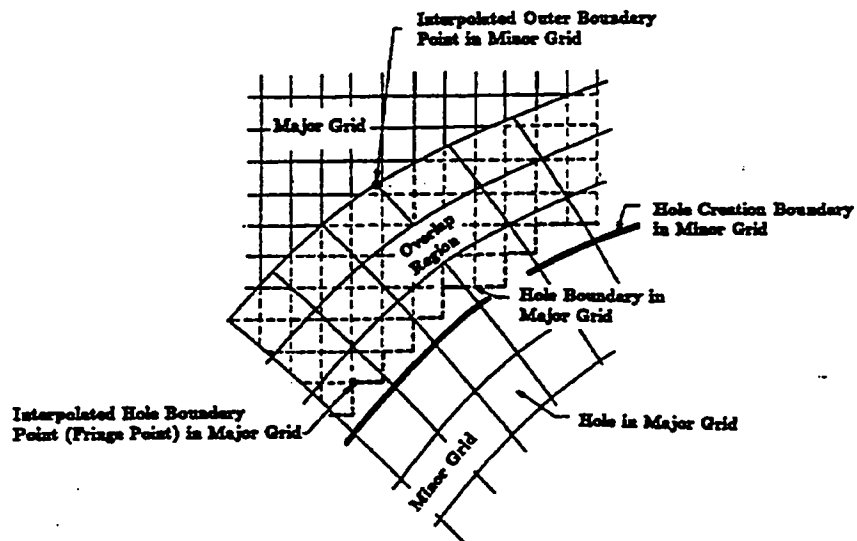 Interpolated Outer Boundary
Point in Minor Grid
Major Grid
Hole Creation Boundary
in Minor Grid
Overlap
Region
Hole Boundary in
Major Grid
Interpolated Hole Boundary
Point (Fringe Point) in Major Grid
Hole in Major Grid
Minor Grid